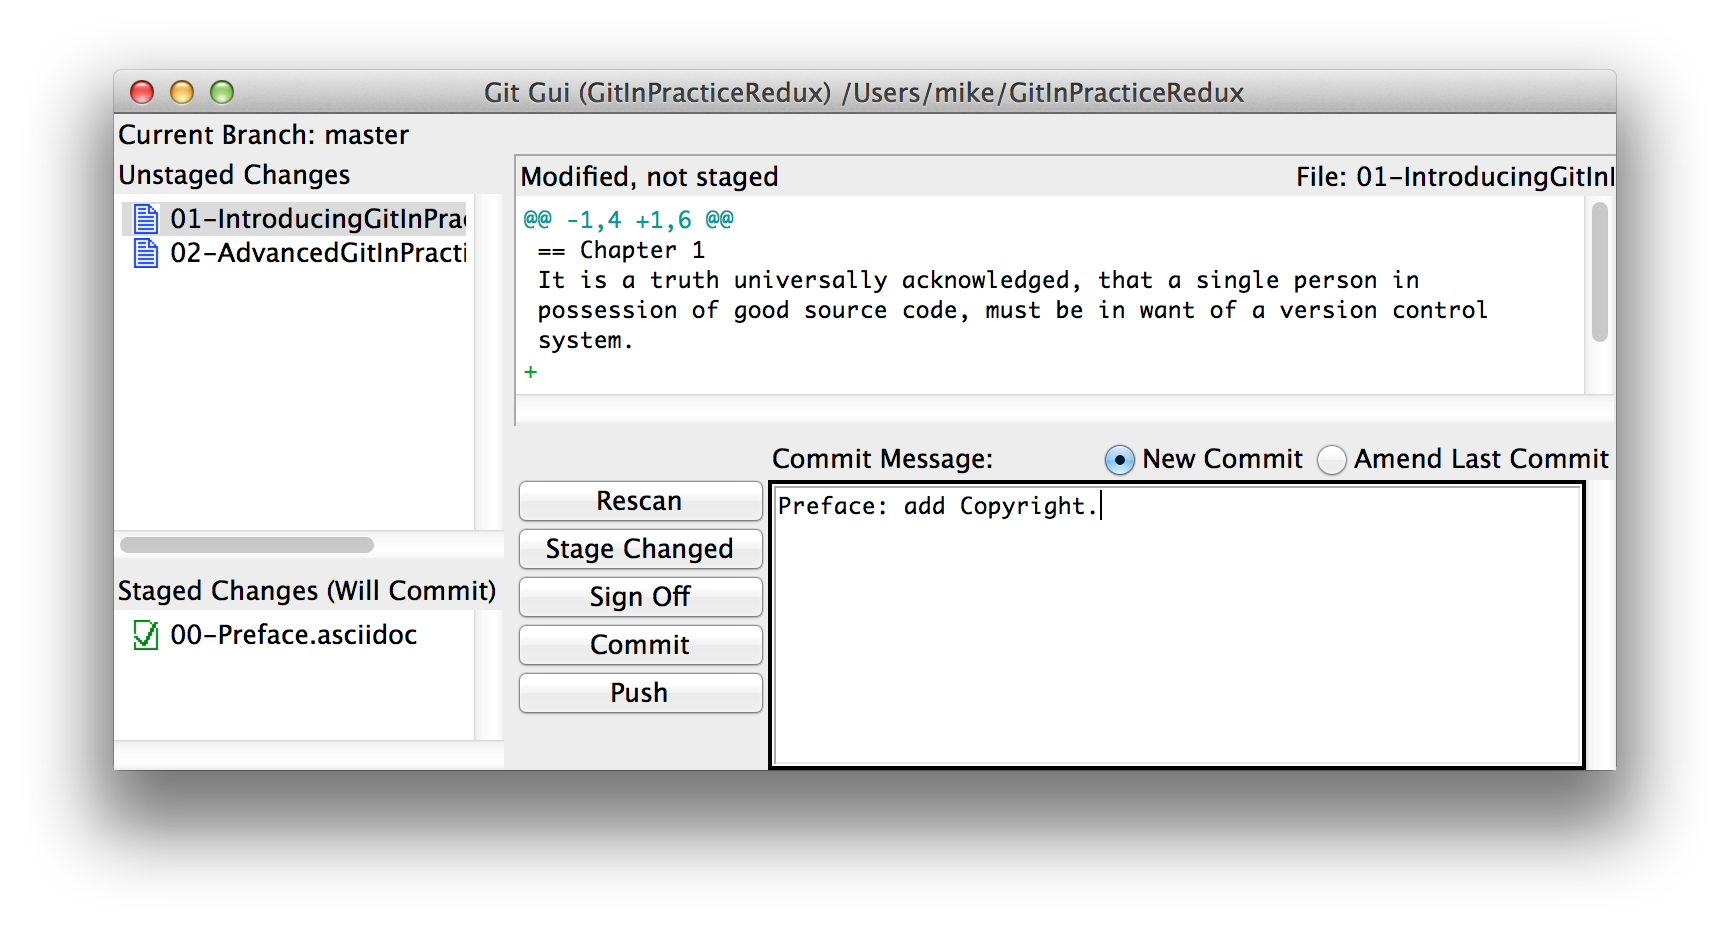 Git Gui (GitInPracticeRedux) /Users/mike/GitInPracticeRedux
Current Branch: master
Unstaged Changes
01-IntroducingGitInPrac
02-AdvancedGitInPracti
Modified, not staged
File: 01-IntroducingGitInI
@@ -1,4 +1,6 @@
== Chapter 1
It is a truth universally acknowledged, that a single person in
possession of good source code, must be in want of a version control
system.
+
Staged Changes (Will Commit)
00-Preface.asciidoc
Rescan
Stage Changed
Sign Off
Commit
Push
Commit Message:
New Commit
Amend Last Commit
Preface: add Copyright.